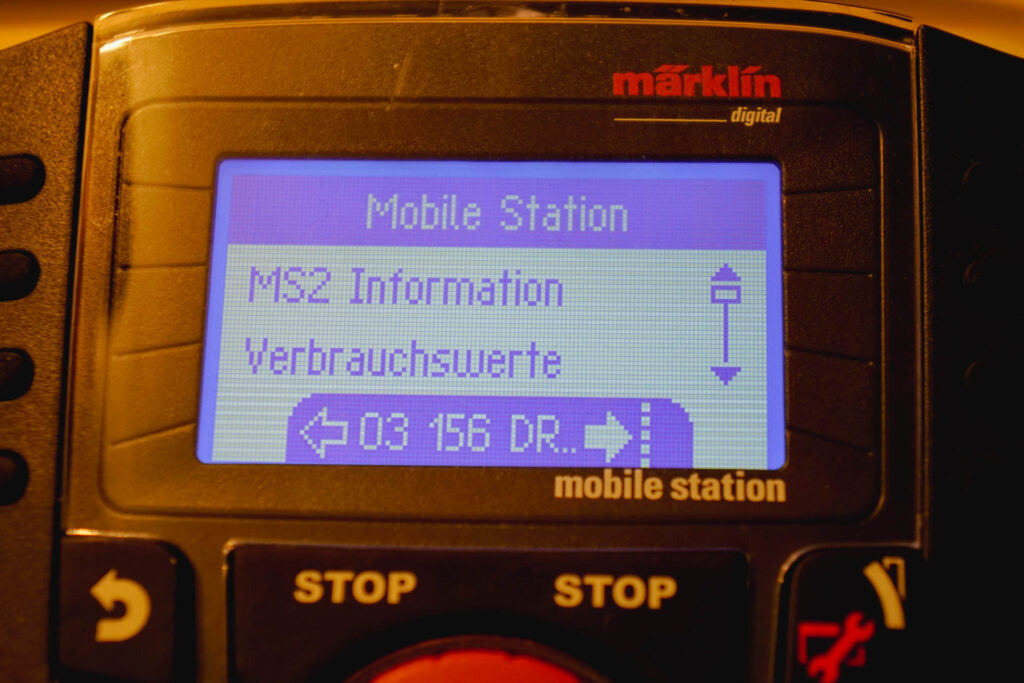 märklin
digital
Mobile Station
MS2 Information
Verbrauchswerte
03 156 DR..
mobile station
STOP STOP